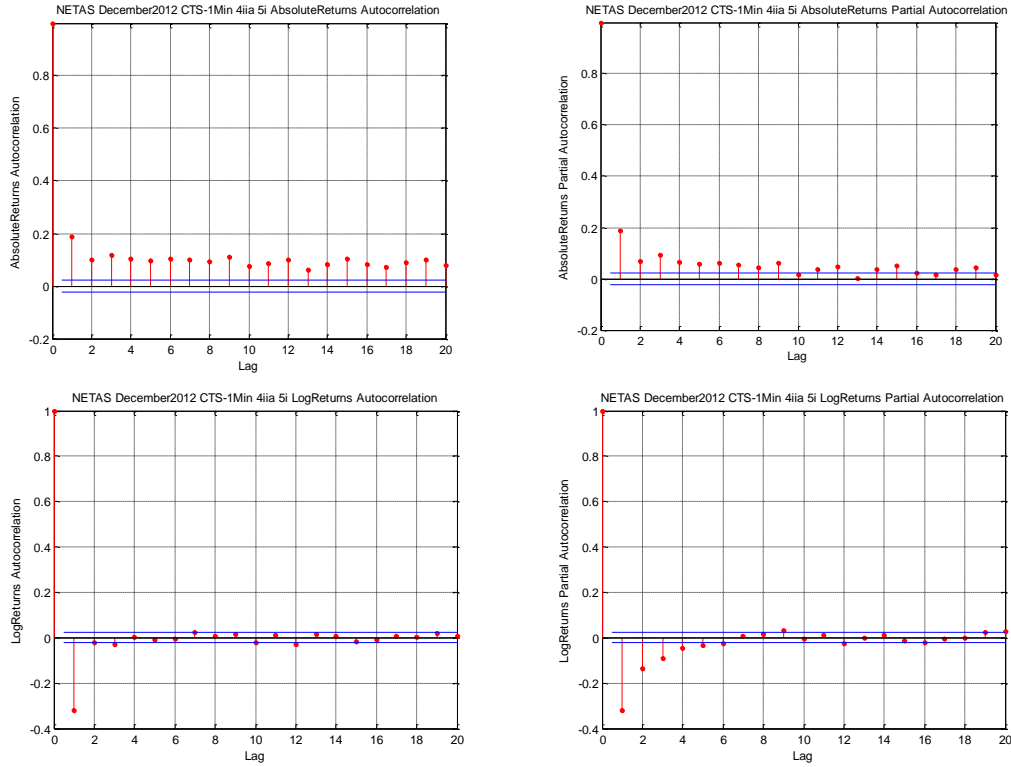 NETAS December2012 CTS-1Min 4iia 5i AbsoluteReturns Autocorrelation
AbsoluteReturns Autocorrelation
0.8
0.6
0.4
0.2
0
-0.2
0 2 4 6 8 10 12 14 16 18 20
Lag
NETAS December2012 CTS-1Min 4iia 5i AbsoluteReturns Partial Autocorrelation
AbsoluteReturns Partial Autocorrelation
0.8
0.6
0.4
0.2
0
-0.2
0 2 4 6 8 10 12 14 16 18 20
Lag
NETAS December2012 CTS-1Min 4iia 5i LogReturns Autocorrelation
LogReturns Autocorrelation
1
0.8
0.6
0.4
0.2
0
-0.2
-0.4
0 2 4 6 8 10 12 14 16 18 20
Lag
NETAS December2012 CTS-1Min 4iia 5i LogReturns Partial Autocorrelation
LogReturns Partial Autocorrelation
1
0.8
0.6
0.4
0.2
0
-0.2
-0.4
0 2 4 6 8 10 12 14 16 18 20
Lag